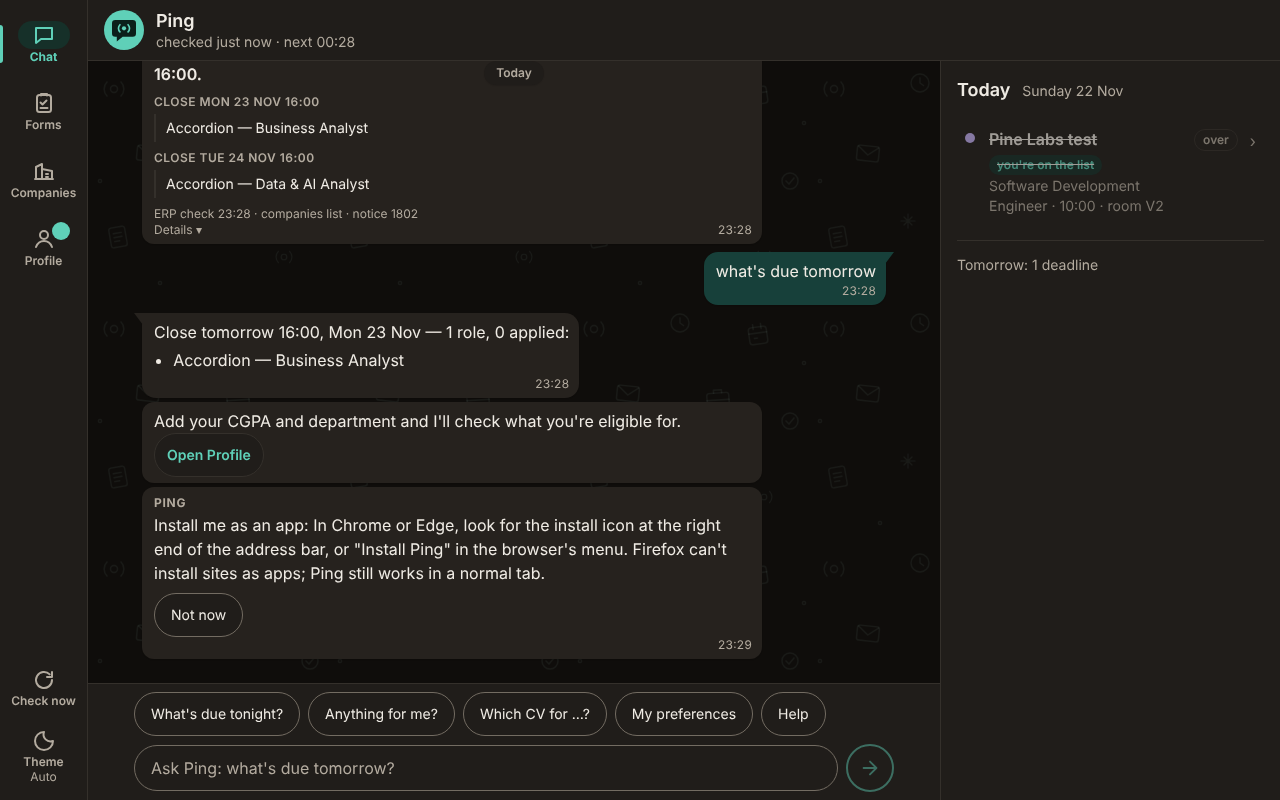 Ping
checked just now · next 00:28
Chat
Forms
Companies
Profile
Check now
Theme
Auto
16:00.
Today
CLOSE MON 23 NOV 16:00
Accordion — Business Analyst
CLOSE TUE 24 NOV 16:00
Accordion — Data & AI Analyst
ERP check 23:28 · companies list · notice 1802
Details ▾
23:28
what's due tomorrow
23:28
Close tomorrow 16:00, Mon 23 Nov — 1 role, 0 applied:
• Accordion — Business Analyst
23:28
Add your CGPA and department and I'll check what you're eligible for.
Open Profile
PING
Install me as an app: In Chrome or Edge, look for the install icon at the right
end of the address bar, or "Install Ping" in the browser's menu. Firefox can't
install sites as apps; Ping still works in a normal tab.
Not now
23:29
What's due tonight?
Anything for me?
Which CV for ...?
My preferences
Help
Ask Ping: what's due tomorrow?
Today Sunday 22 Nov
Pine Labs test
over
you're on the list
Software Development
Engineer · 10:00 · room V2
Tomorrow: 1 deadline